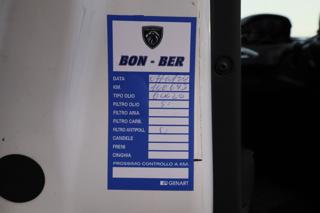 BON - BER
DATA
KM.
TIPO OLIO
FILTRO OLIO
FILTRO ARIA
FILTRO CARB.
FILTRO ANTIPOLL.
CANDELE
FRENI
CINGHIA
PROSSIMO CONTROLLO A KM.
GENART